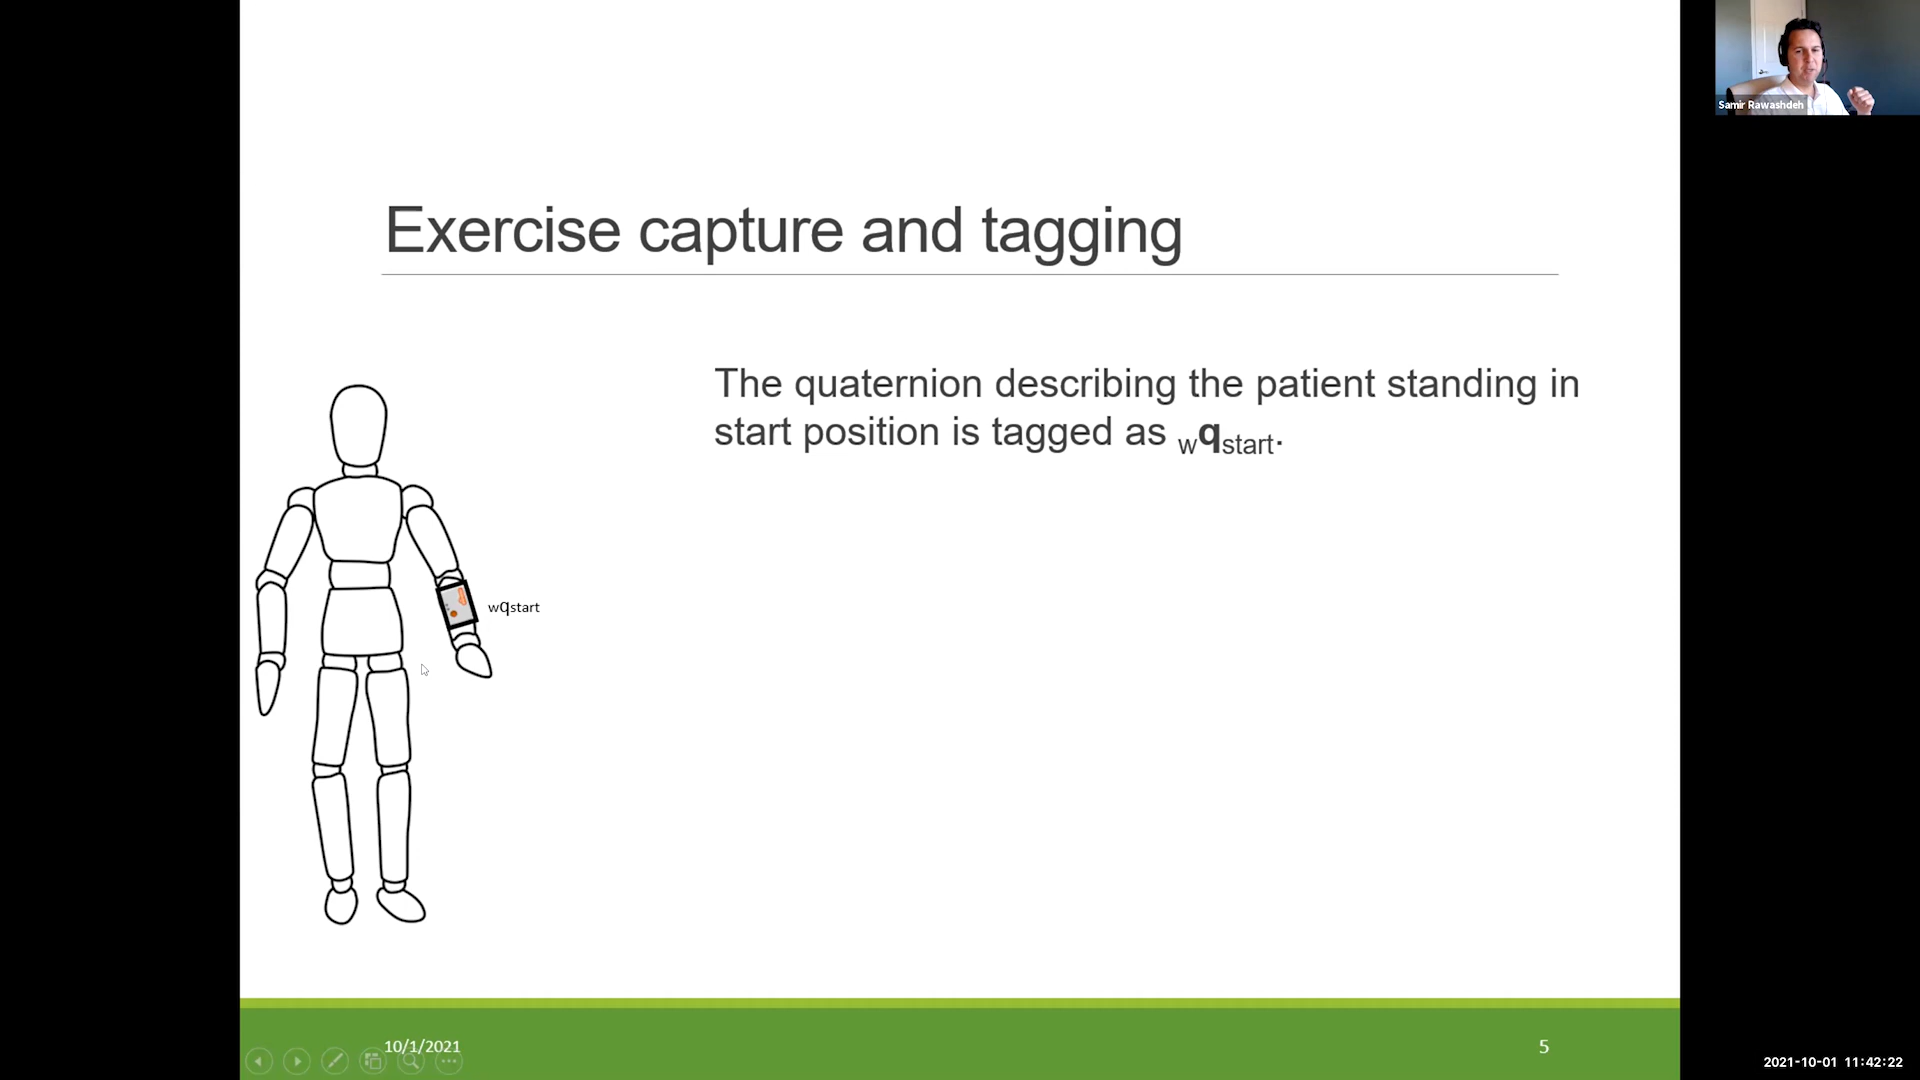 Samir Rawashdeh
Exercise capture and tagging
The quaternion describing the patient standing in
start position is tagged as wqstart.
wqstart
10/1/2021
5
2021-10-01 11:42:22